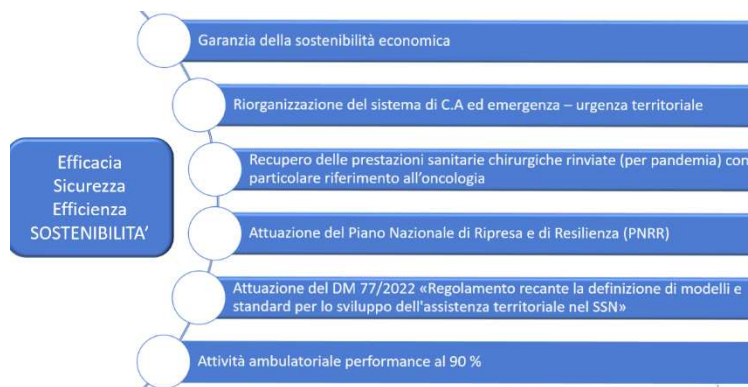 Garanzia della sostenibilità economica
Riorganizzazione del sistema di C.A ed emergenza – urgenza territoriale
Efficacia
Sicurezza
Efficienza
SOSTENIBILITA’
Recupero delle prestazioni sanitarie chirurgiche rinviate (per pandemia) con
particolare riferimento all’oncologia
Attuazione del Piano Nazionale di Ripresa e di Resilienza (PNRR)
Attuazione del DM 77/2022 «Regolamento recante la definizione di modelli e
standard per lo sviluppo dell'assistenza territoriale nel SSN»
Attività ambulatoriale performance al 90 %